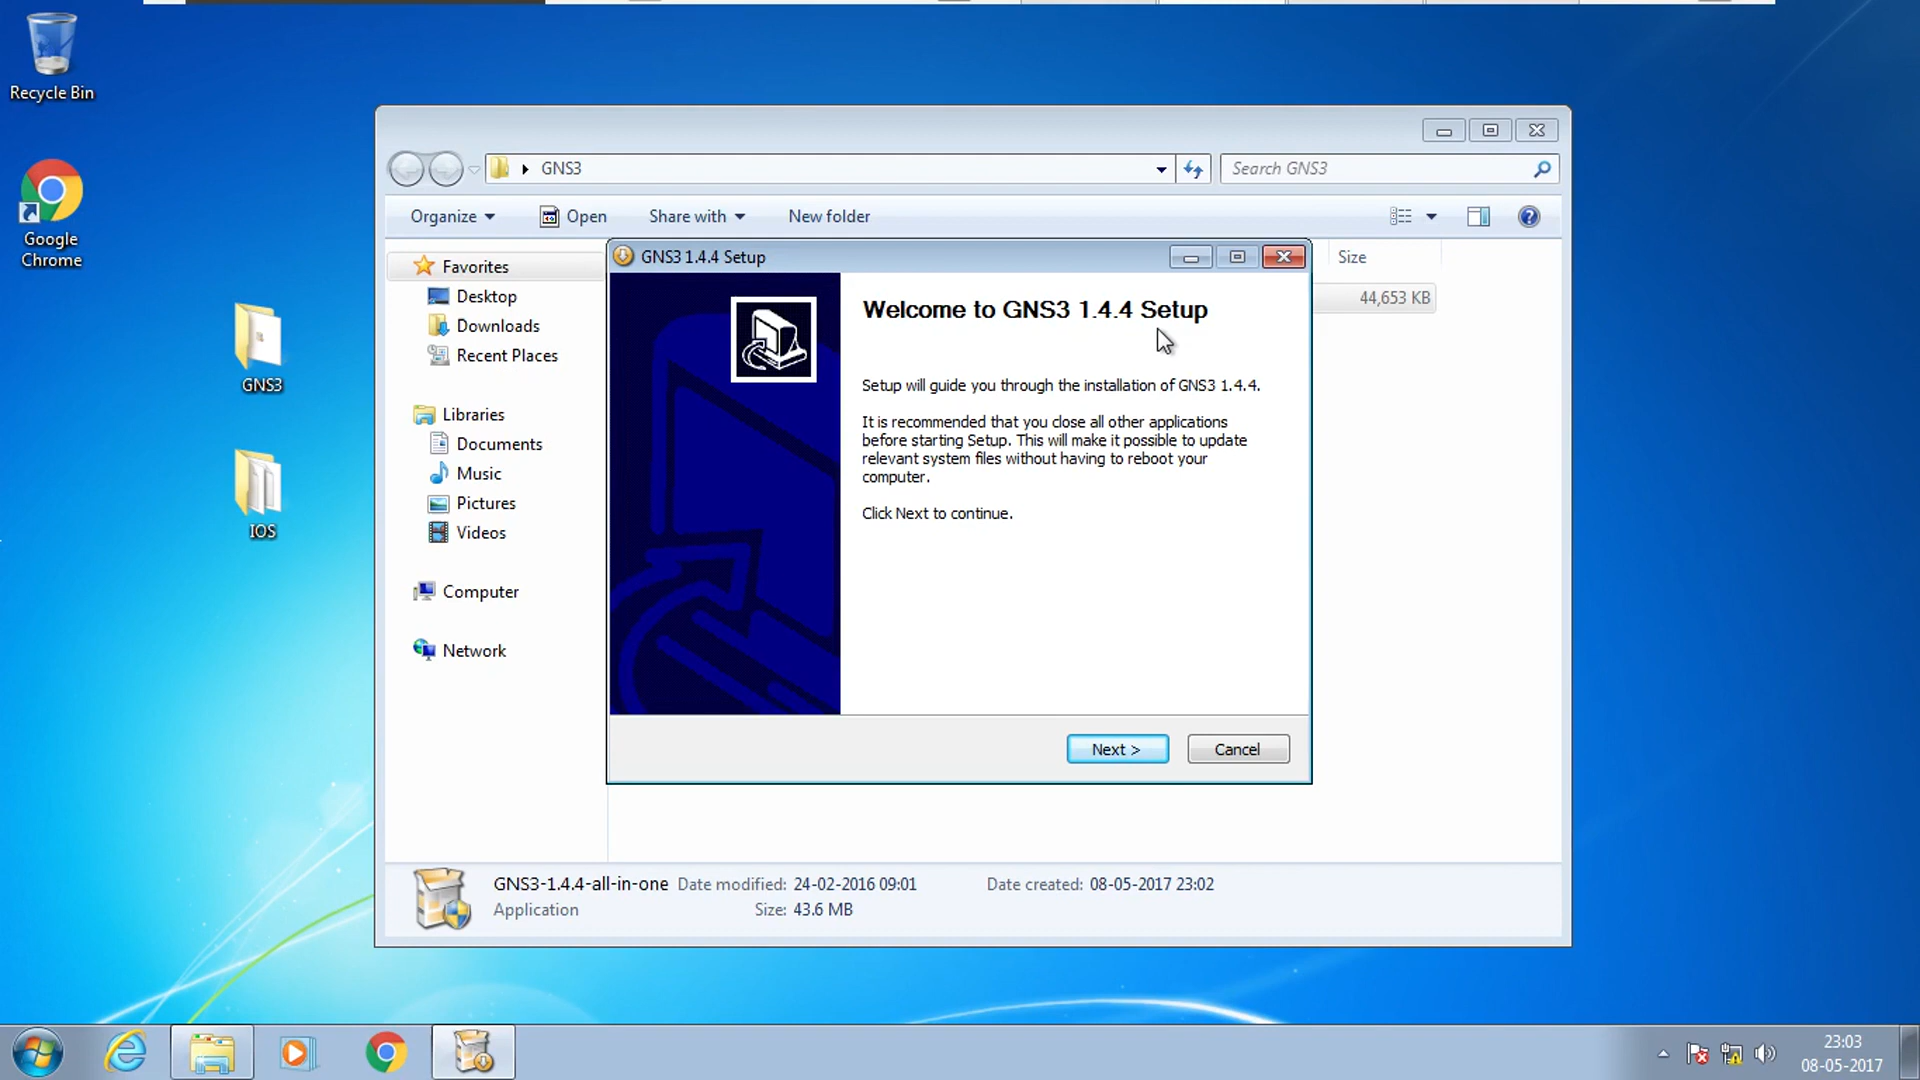 Recycle Bin
Google
Chrome
GNS3
IOS
GNS3
Search GNS3
Organize
Open
Share with
New folder
Size
44,653 KB
Favorites
Desktop
Downloads
Recent Places
Libraries
Documents
Music
Pictures
Videos
Computer
Network
GNS3 1.4.4 Setup
Welcome to GNS3 1.4.4 Setup
Setup will guide you through the installation of GNS3 1.4.4.
It is recommended that you close all other applications
before starting Setup. This will make it possible to update
relevant system files without having to reboot your
computer.
Click Next to continue.
Next >
Cancel
GNS3-1.4.4-all-in-one Date modified: 24-02-2016 09:01 Date created: 08-05-2017 23:02
Application Size: 43.6 MB
23:03
08-05-2017